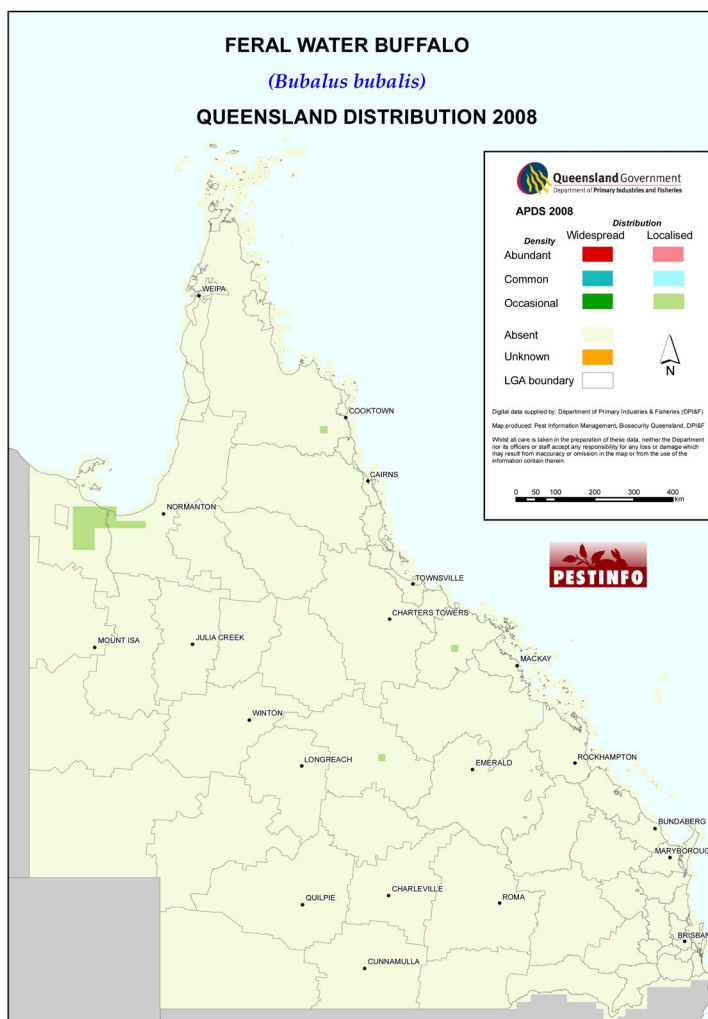 FERAL WATER BUFFALO
(Bubalus bubalis)
QUEENSLAND DISTRIBUTION 2008
Queensland Government
Department of Primary Industries and Fisheries
APDS 2008
Distribution
Density Widespread Localised
Abundant
Common
Occasional
Absent
Unknown
LGA boundary
N
Digital data supplied by: Department of Primary Industries & Fisheries (DPI&F)
Map produced: Pest Information Management, Biosecurity Queensland, DPI&F
Whilst all care is taken in the preparation of these data, neither the Department
nor its officers or staff accept any responsibility for any loss or damage which
may result from inaccuracy or omission in the map or from the use of the
information contain therein.
0 50 100 200 300 400
km
PESTINFO
WEIPA
COOKTOWN
CAIRNS
NORMANTON
TOWNSVILLE
CHARTERS TOWERS
MOUNT ISA
JULIA CREEK
MACKAY
WINTON
LONGREACH
EMERALD
ROCKHAMPTON
BUNDABERG
MARYBOROUG
QUILPIE
CHARLEVILLE
ROMA
BRISBAN
CUNNAMULLA